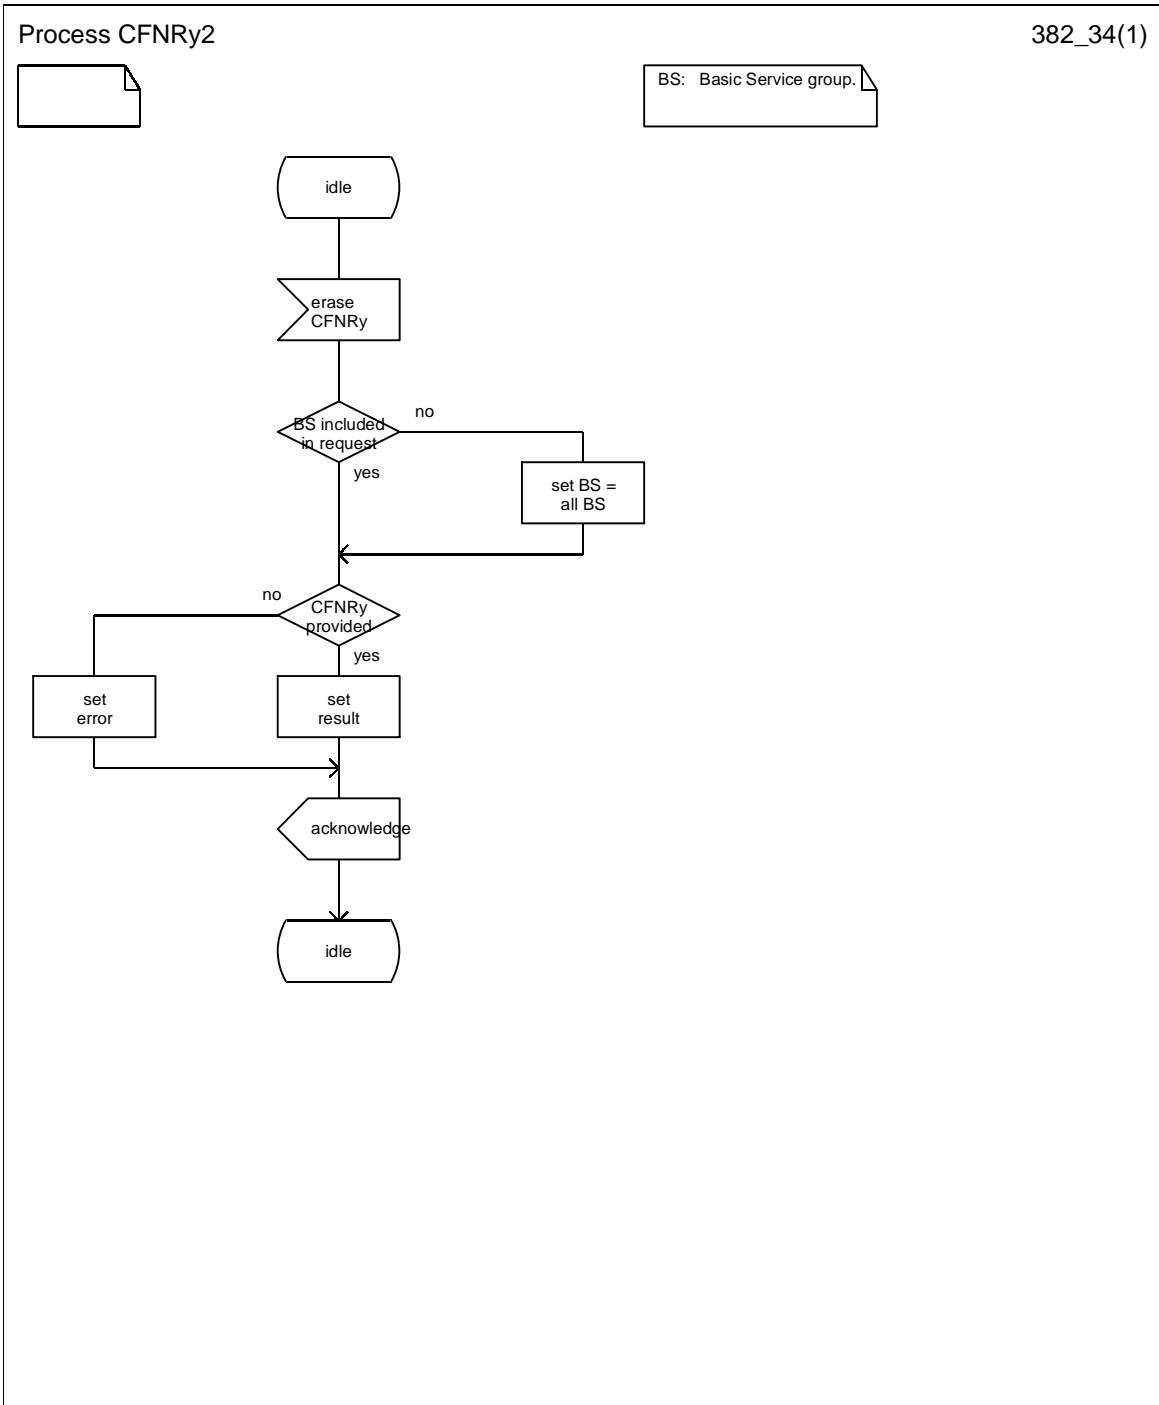 Process CFNRy2
382_34(1)
BS: Basic Service group.
idle
erase
CFNRy
BS included
in request
no
yes
set BS =
all BS
no
CFNRy
provided
yes
set
error
set
result
acknowledge
idle